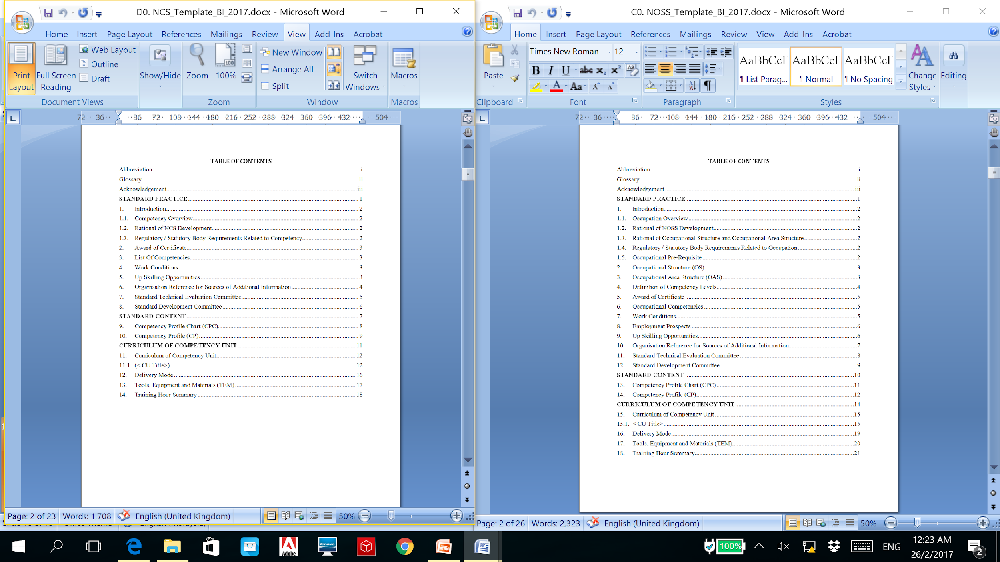 D0. NCS_Template_BI_2017.docx - Microsoft Word
Home Insert Page Layout References Mailings Review View Add Ins Acrobat
Print Layout
Full Screen Reading
Web Layout
Outline
Draft
Document Views
Show/Hide
Zoom
100%
Zoom
New Window
Arrange All
Split
Switch Windows
Window
Macros
Macros
72 36 36 72 108 144 180 216 252 288 324 360 396 432 504
TABLE OF CONTENTS
Abbreviation i
Glossary ii
Acknowledgement iii
STANDARD PRACTICE 1
1. Introduction 2
1.1. Competency Overview 2
1.2. Rational of NCS Development 2
1.3. Regulatory / Statutory Body Requirements Related to Competency 2
2. Award of Certificate 3
3. List Of Competencies 3
4. Work Conditions 3
5. Up Skilling Opportunities 3
6. Organisation Reference for Sources of Additional Information 4
7. Standard Technical Evaluation Committee 5
8. Standard Development Committee 6
STANDARD CONTENT 7
9. Competency Profile Chart (CPC) 8
10. Competency Profile (CP) 9
CURRICULUM OF COMPETENCY UNIT 11
11. Curriculum of Competency Unit 12
11.1. (< CU Title>) 12
12. Delivery Mode 16
13. Tools, Equipment and Materials (TEM) 17
14. Training Hour Summary 18
Page: 2 of 23 Words: 1,708 English (United Kingdom) 50%
C0. NOSS_Template_BI_2017.docx - Microsoft Word
Home Insert Page Layout References Mailings Review View Add Ins Acrobat
Paste
Clipboard
Times New Roman 12
B I U abc x₂ x²
A Aa A A
Font
Paragraph
AaBbCcI AaBbCcI AaBbCcI
¶ List Parag... ¶ Normal ¶ No Spacing
Change Styles
Styles
Editing
72 36 36 72 108 144 180 216 252 288 324 360 396 432 504
TABLE OF CONTENTS
Abbreviation i
Glossary ii
Acknowledgement iii
STANDARD PRACTICE 1
1. Introduction 2
1.1. Occupation Overview 2
1.2. Rational of NOSS Development 2
1.3. Rational of Occupational Structure and Occupational Area Structure 2
1.4. Regulatory / Statutory Body Requirements Related to Occupation 2
1.5. Occupational Pre-Requisite 2
2. Occupational Structure (OS) 3
3. Occupational Area Structure (OAS) 3
4. Definition of Competency Levels 4
5. Award of Certificate 5
6. Occupational Competencies 5
7. Work Conditions 5
8. Employment Prospects 6
9. Up Skilling Opportunities 6
10. Organisation Reference for Sources of Additional Information 7
11. Standard Technical Evaluation Committee 8
12. Standard Development Committee 9
STANDARD CONTENT 10
13. Competency Profile Chart (CPC) 11
14. Competency Profile (CP) 12
CURRICULUM OF COMPETENCY UNIT 14
15. Curriculum of Competency Unit 15
15.1. < CU Title> 15
16. Delivery Mode 19
17. Tools, Equipment and Materials (TEM) 20
18. Training Hour Summary 21
Page: 2 of 26 Words: 2,323 English (United Kingdom) 50%
Adobe
lenovo
100%
ENG
12:23 AM
26/2/2017
2